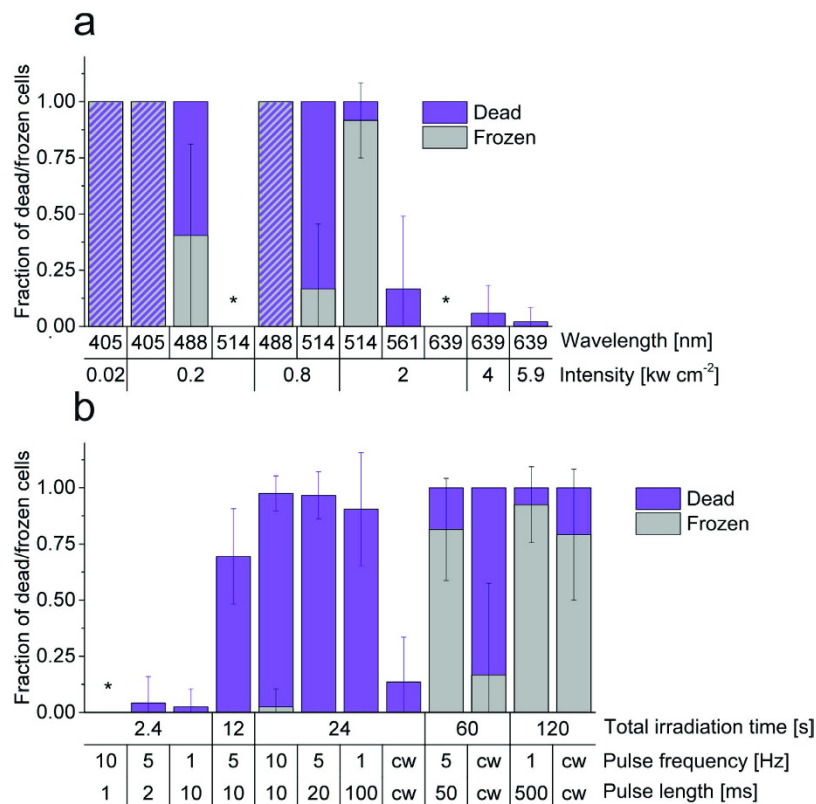 a
Fraction of dead/frozen cells
1.00
0.75
0.50
0.25
0.00
Dead
Frozen
*
*
405 405 488 514 488 514 514 561 639 639 639 Wavelength [nm]
0.02 0.2 0.8 2 4 5.9 Intensity [kw cm⁻²]
b
Fraction of dead/frozen cells
1.00
0.75
0.50
0.25
0.00
Dead
Frozen
*
2.4 12 24 60 120 Total irradiation time [s]
10 5 1 5 10 5 1 cw 5 cw 1 cw Pulse frequency [Hz]
1 2 10 10 10 20 100 cw 50 cw 500 cw Pulse length [ms]